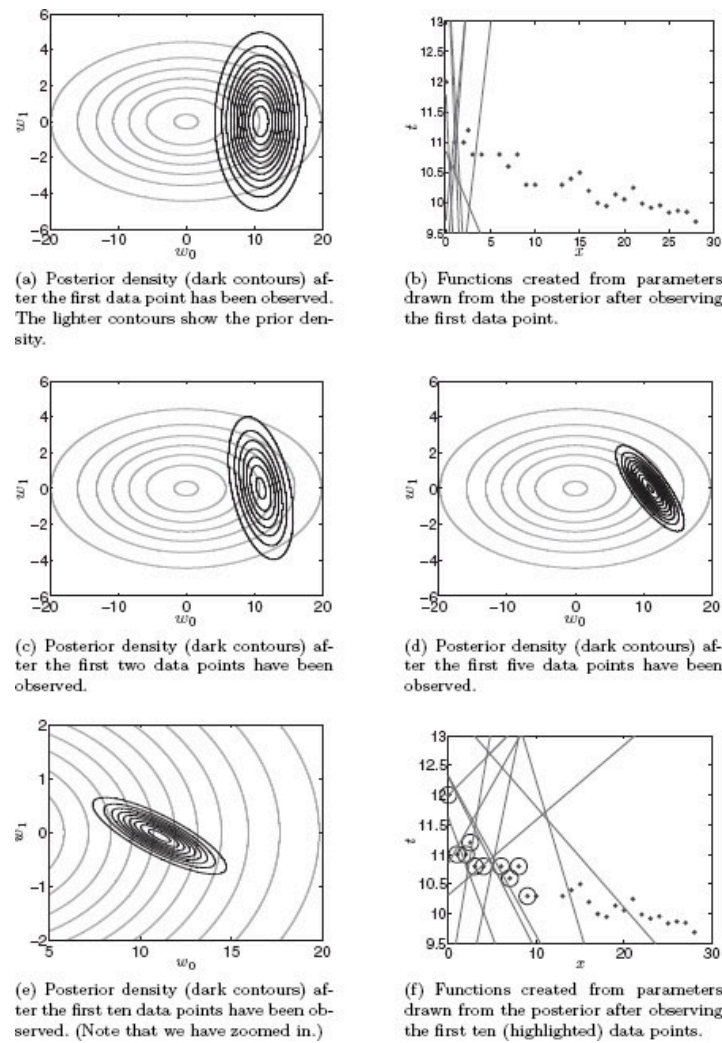 6
4
2
0
−2
−4
−6
w1
−20 −10 0 10 20
w0
13
12.5
12
11.5
11
10.5
10
9.5
t
0 5 10 15 20 25 30
x
(a) Posterior density (dark contours) af-
ter the first data point has been observed.
The lighter contours show the prior den-
sity.
(b) Functions created from parameters
drawn from the posterior after observing
the first data point.
6
4
2
0
−2
−4
−6
w1
−20 −10 0 10 20
w0
6
4
2
0
−2
−4
−6
w1
−20 −10 0 10 20
w0
(c) Posterior density (dark contours) af-
ter the first two data points have been
observed.
(d) Posterior density (dark contours) af-
ter the first five data points have been
observed.
2
1
0
−1
−2
w1
5 10 15 20
w0
13
12.5
12
11.5
11
10.5
10
9.5
t
0 5 10 15 20 25 30
x
(e) Posterior density (dark contours) af-
ter the first ten data points have been ob-
served. (Note that we have zoomed in.)
(f) Functions created from parameters
drawn from the posterior after observing
the first ten (highlighted) data points.